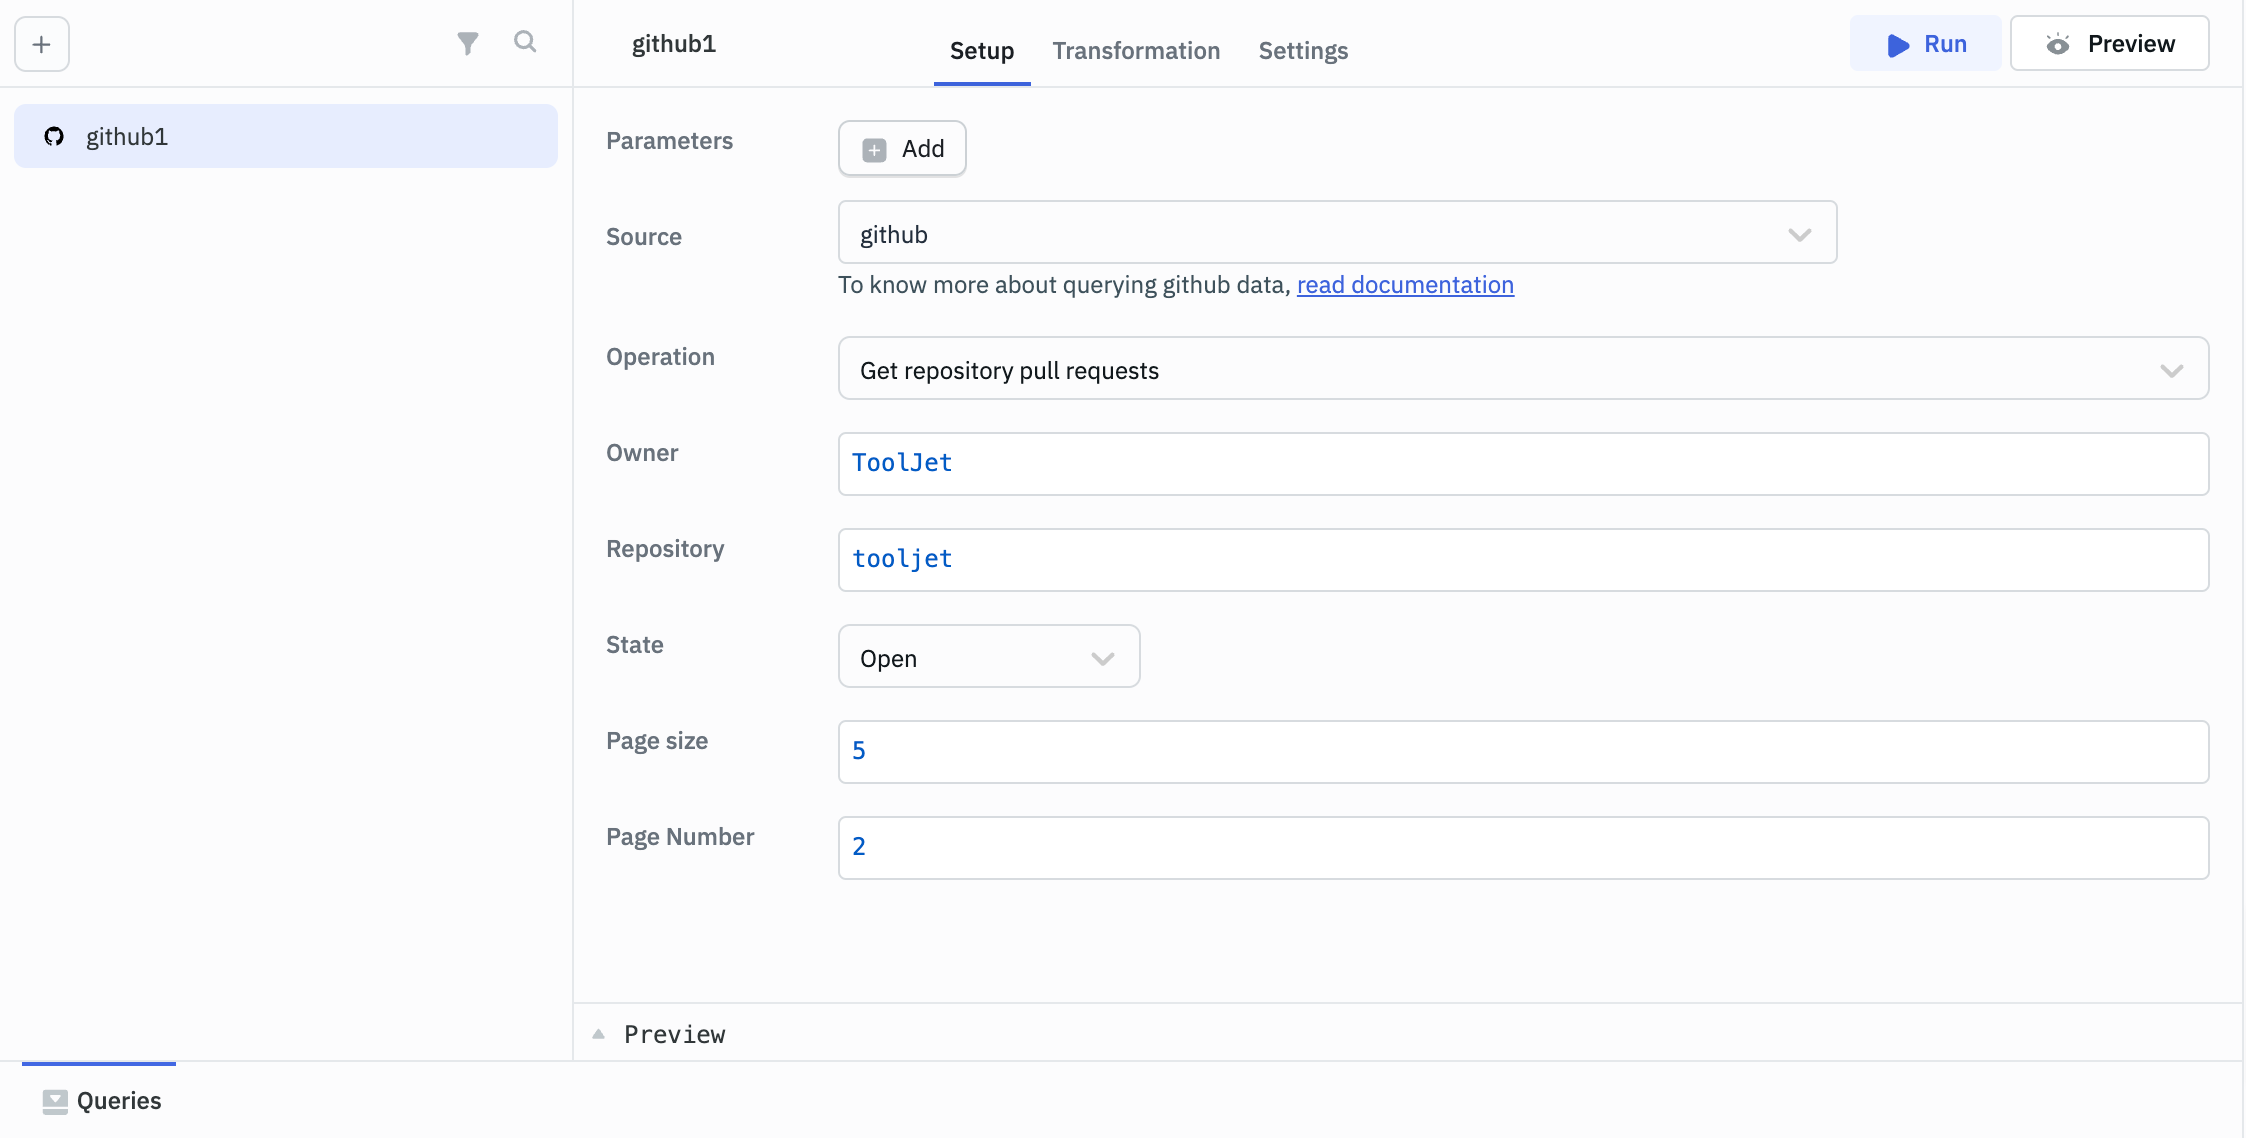 github1
Setup
Transformation
Settings
Run
Preview
github1
Parameters
Add
Source
github
To know more about querying github data, read documentation
Operation
Get repository pull requests
Owner
ToolJet
Repository
tooljet
State
Open
Page size
5
Page Number
2
Preview
Queries